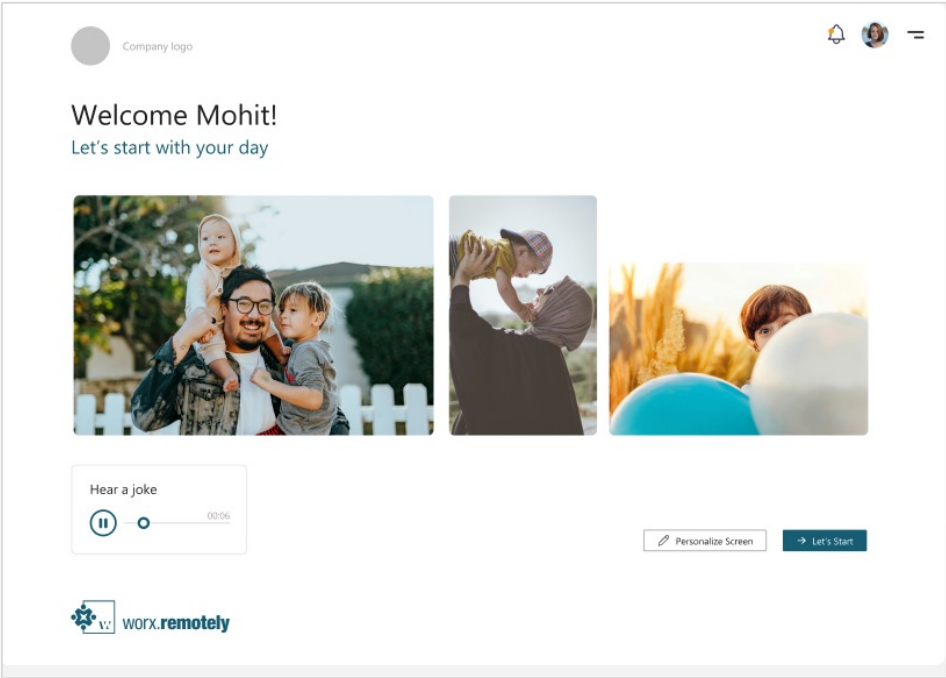 Company logo
Welcome Mohit!
Let's start with your day
Hear a joke
00:06
Personalize Screen
Let's Start
w
worx.remotely